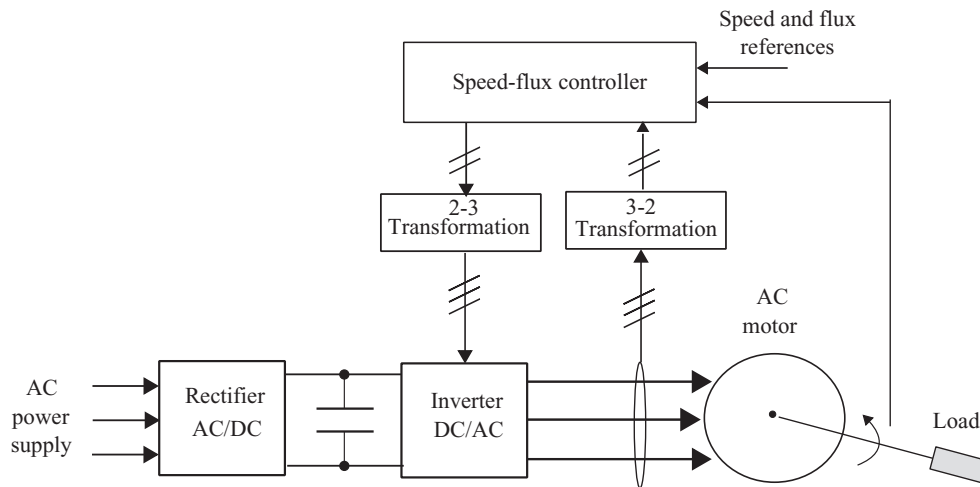 Speed and flux
references
Speed-flux controller
2-3
Transformation
3-2
Transformation
AC
motor
AC
power
supply
Rectifier
AC/DC
Inverter
DC/AC
Load